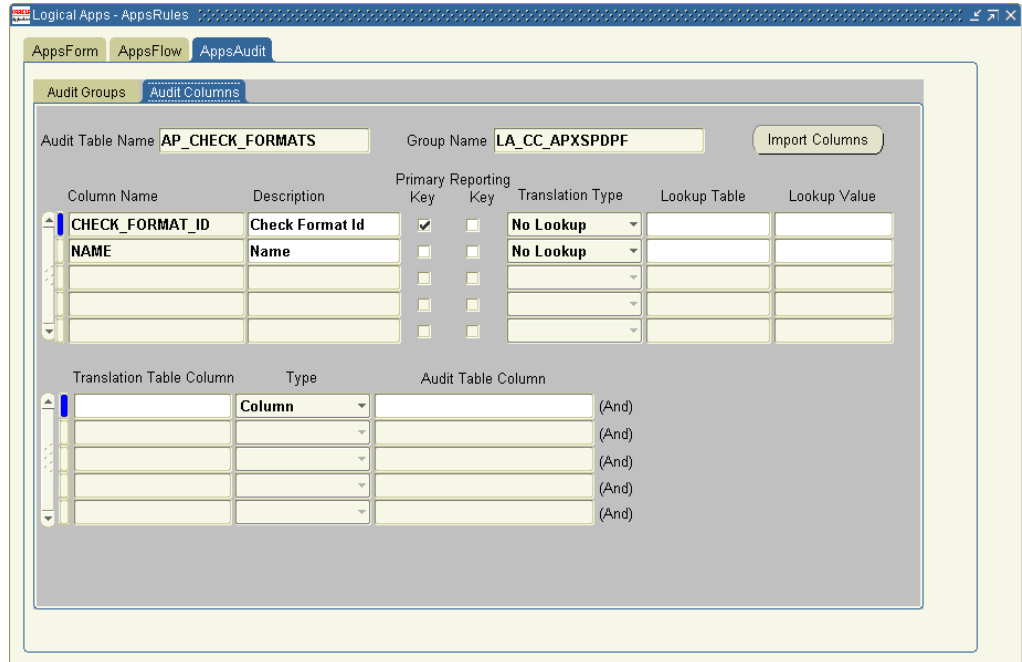 ORACLE
Logical Apps - AppsRules
AppsForm AppsFlow AppsAudit
Audit Groups Audit Columns
Audit Table Name AP_CHECK_FORMATS Group Name LA_CC_APXSPDPF Import Columns
Column Name Description Primary Key Reporting Key Translation Type Lookup Table Lookup Value
CHECK_FORMAT_ID Check Format Id No Lookup
NAME Name No Lookup
Translation Table Column Type Audit Table Column
Column (And)
(And)
(And)
(And)
(And)